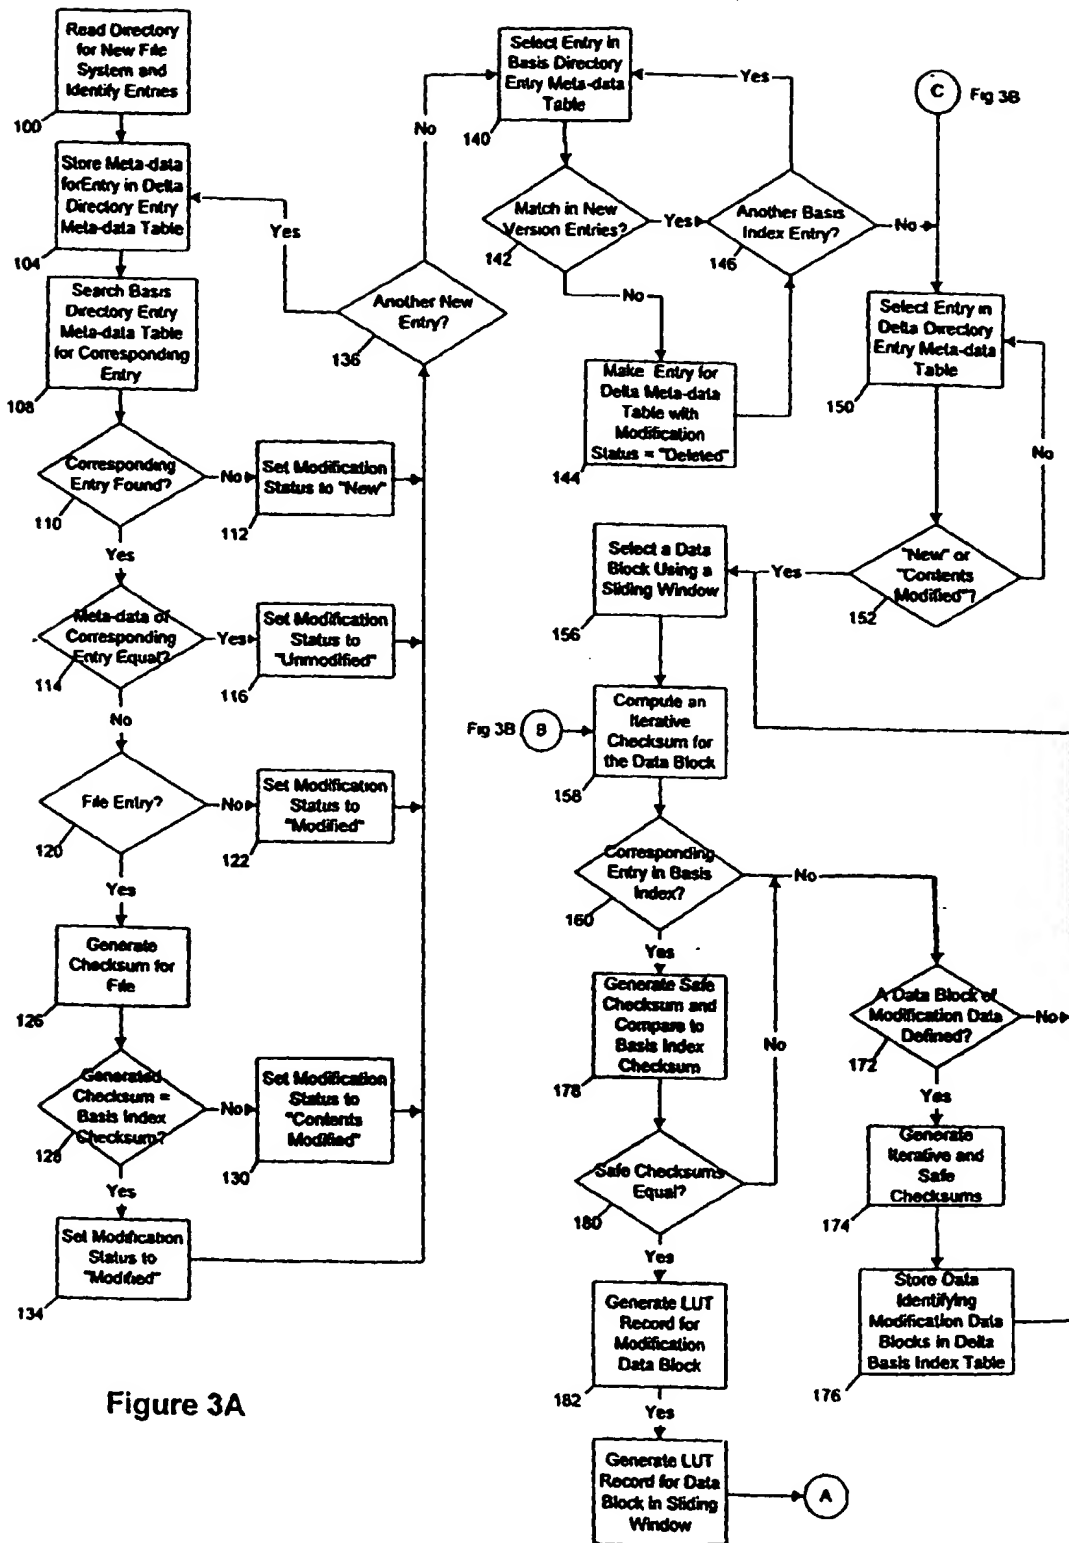 Read Directory
for New File
System and
Identify Entries
100
Store Meta-data
forEntry in Delta
Directory Entry
Meta-data Table
104
Search Basis
Directory Entry
Meta-data Table
for Corresponding
Entry
108
Corresponding
Entry Found?
110
No
Set Modification
Status to "New"
112
Yes
Meta-data of
Corresponding
Entry Equal?
114
Yes
Set Modification
Status to
"Unmodified"
116
No
File Entry?
120
No
Set Modification
Status to
"Modified"
122
Yes
Generate
Checksum for
File
126
Generated
Checksum =
Basis Index
Checksum?
128
No
Set Modification
Status to
"Contents
Modified"
130
Yes
Set Modification
Status to
"Modified"
134
Another New
Entry?
136
Yes
No
Select Entry in
Basis Directory
Entry Meta-data
Table
140
Match in New
Version Entries?
142
Yes
No
Make Entry for
Delta Meta-data
Table with
Modification
Status = "Deleted"
144
Another Basis
Index Entry?
146
Yes
No
C
Fig 3B
Select Entry in
Delta Directory
Entry Meta-data
Table
150
No
"New" or
"Contents
Modified"?
152
Yes
Select a Data
Block Using a
Sliding Window
156
Fig 3B
B
Compute an
Iterative
Checksum for
the Data Block
158
Corresponding
Entry in Basis
Index?
160
No
Yes
Generate Safe
Checksum and
Compare to
Basis Index
Checksum
178
No
Safe Checksums
Equal?
180
Yes
Generate LUT
Record for
Modification
Data Block
182
Yes
Generate LUT
Record for Data
Block in Sliding
Window
A
A Data Block of
Modification Data
Defined?
172
No
Yes
Generate
Iterative and
Safe
Checksums
174
Store Data
Identifying
Modification Data
Blocks in Delta
Basis Index Table
176
Figure 3A